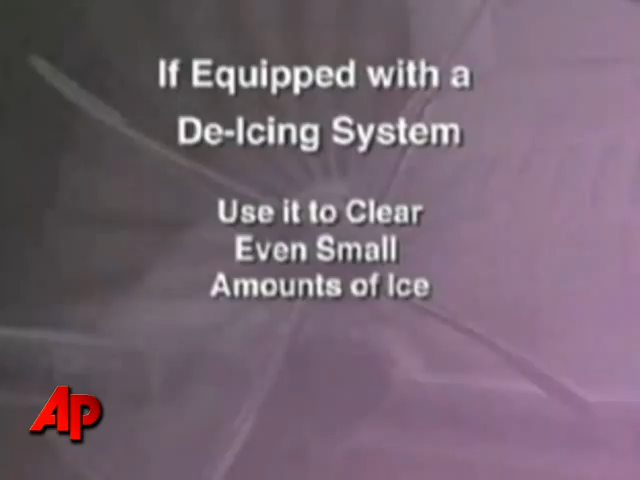 If Equipped with a
De-Icing System
Use it to Clear
Even Small
Amounts of Ice
AP